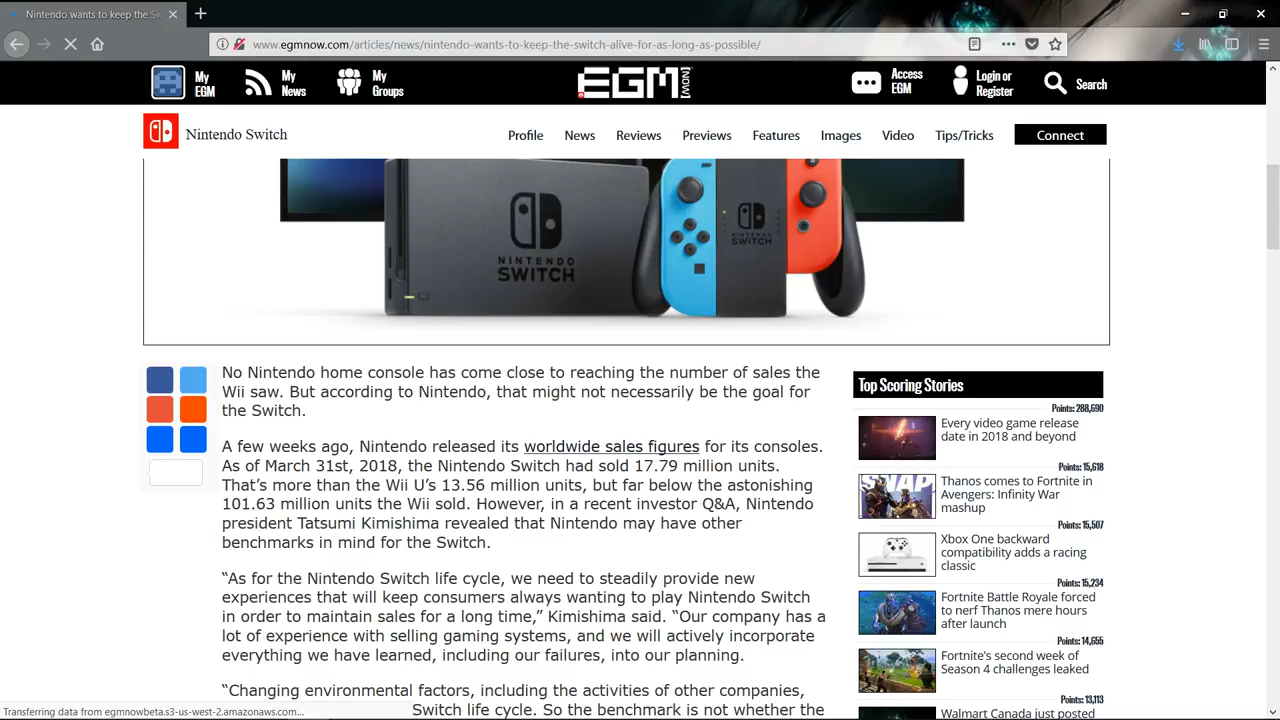 Nintendo wants to keep the Sw
www.egmnow.com/articles/news/nintendo-wants-to-keep-the-switch-alive-for-as-long-as-possible/
My EGM
My News
My Groups
EGM [NOW]
Access EGM
Login or Register
Search
Nintendo Switch
Profile
News
Reviews
Previews
Features
Images
Video
Tips/Tricks
Connect
NINTENDO
SWITCH
NINTENDO
SWITCH
No Nintendo home console has come close to reaching the number of sales the
Wii saw. But according to Nintendo, that might not necessarily be the goal for
the Switch.
A few weeks ago, Nintendo released its worldwide sales figures for its consoles.
As of March 31st, 2018, the Nintendo Switch had sold 17.79 million units.
That's more than the Wii U's 13.56 million units, but far below the astonishing
101.63 million units the Wii sold. However, in a recent investor Q&A, Nintendo
president Tatsumi Kimishima revealed that Nintendo may have other
benchmarks in mind for the Switch.
“As for the Nintendo Switch life cycle, we need to steadily provide new
experiences that will keep consumers always wanting to play Nintendo Switch
in order to maintain sales for a long time,” Kimishima said. “Our company has a
lot of experience with selling gaming systems, and we will actively incorporate
everything we have learned, including our failures, into our planning.
“Changing environmental factors, including the activities of other companies,
Switch life cycle. So the benchmark is not whether the
Top Scoring Stories
Points: 288,690
Every video game release
date in 2018 and beyond
Points: 15,618
Thanos comes to Fortnite in
Avengers: Infinity War
mashup
Points: 15,507
Xbox One backward
compatibility adds a racing
classic
Points: 15,234
Fortnite Battle Royale forced
to nerf Thanos mere hours
after launch
Points: 14,655
Fortnite's second week of
Season 4 challenges leaked
Points: 13,113
Walmart Canada just posted
SNAP
Transferring data from egmnowbeta.s3-us-west-2.amazonaws.com...